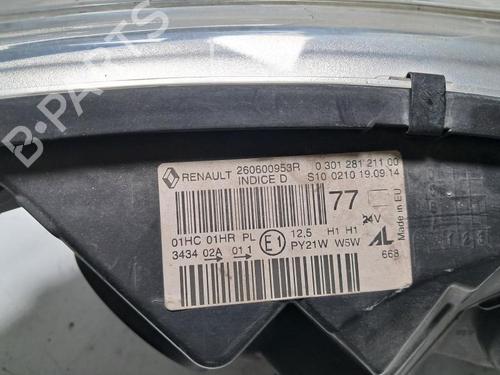 B-PARTS
RENAULT 260600953R 0 301 281 211 00
INDICE D S10 0210 19.09.14
77
01HC 01HR PL E1 12.5 H1 H1 24V
3434 02A 01 1 PY21W W5W
AL
668
Made in EU